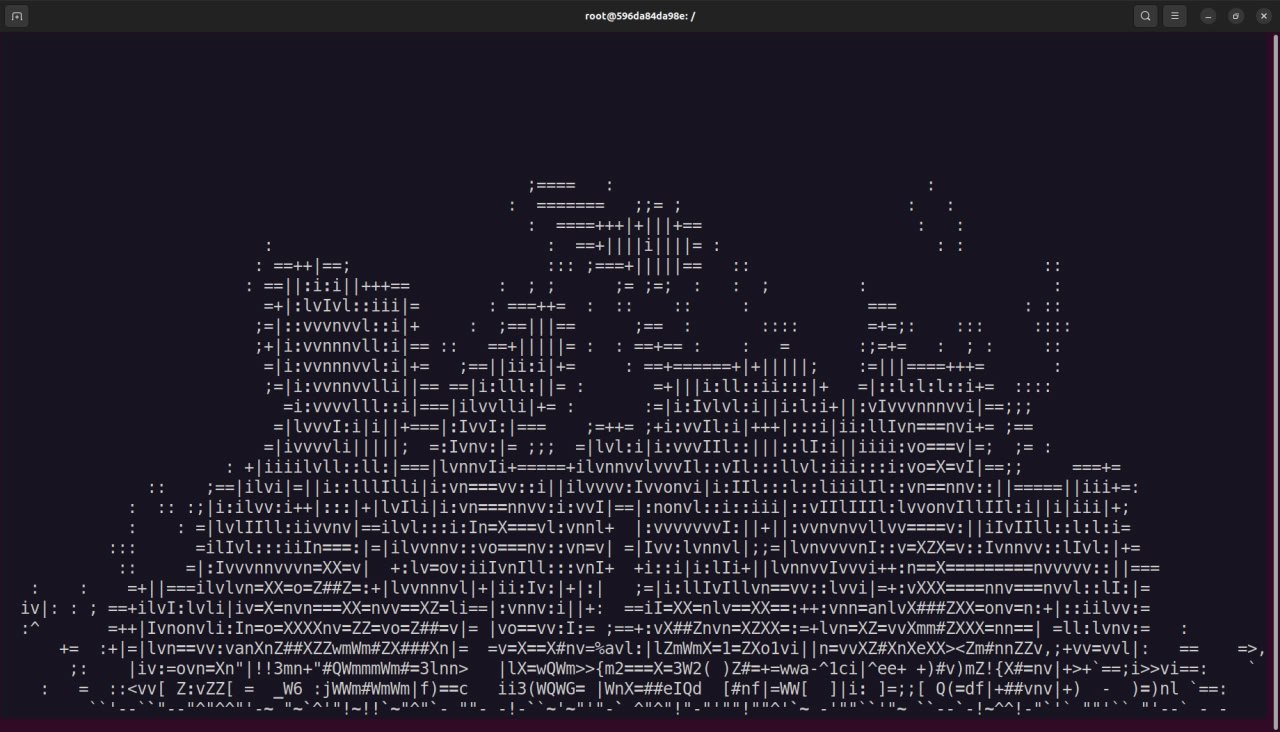 root@596da84da98e: /
;==== : :
: ======= ;;= ; : :
: ====+++|+|||+== : :
: : ==+||||i||||= : : :
: ==++|==; ::: ;===+|||||== :: ::
: ==||:i:i||+++== : ; ; ;= ;=; : : ; : :
=+|:lvIvl::iii|= : ===++= : :: :: : === : ::
;=|::vvvnvvl::i|+ : ;==|||== ;== : :::: =+=;: ::: ::::
;+|i:vvnnnvll:i|== :: ==+|||||= : : ==+== : : = :;=+= : ; : ::
=|i:vvnnnvvl:i|+= ;==||ii:i|+= : ==+======+|+|||||; :=|||====+++= :
;=|i:vvnnvvlli||== ==|i:lll:||= : =+|||i:ll::ii:::|+ =|::l:l:l::i+= ::::
=i:vvvvlll::i|===|ilvvlli|+= : :=|i:Ivlvl:i||i:l:i+||:vIvvvnnnvvi|==;;;
=|lvvvI:i|i||+===|:IvvI:|=== ;=++= ;+i:vvIl:i|+++|:::i|ii:llIvn===nvi+= ;==
=|ivvvvli|||||; =:Ivnv:|= ;;; =|lvl:i|i:vvvIIl::|||::lI:i||iiii:vo===v|=; ;= :
: +|iiiilvll::ll:|===|lvnnvIi+=====+ilvnnvvlvvvIl::vIl:::llvl:iii:::i:vo=X=vI|==;; ===+=
:: ;==|ilvi|=||i::lllIlli|i:vn===vv::i||ilvvvv:Ivvonvi|i:IIl:::l::liiilIl::vn==nnv::||=====||iii+=:
: :: :;|i:ilvv:i++|:::|+|lvIli|i:vn===nnvv:i:vvI|==|:nonvl::i::iii|::vIIlIIIl:lvvonvIllmIIl:i||i|iii|+;
: : =|lvlIIll:iivvnv|==ilvl:::i:In=X===vl:vnnl+ |:vvvvvvvI:||+||:vvnvnvvllvv====v:||iIvIIll::l:l:i=
::: =ilIvl:::iiIn===:|=|ilvvnnv::vo===nv::vn=v| =|Ivv:lvnnvl|;;=|lvnvvvvnI::v=XZX=v::Ivnnvv::lIvl:|+=
:: =|:Ivvvnnvvvn=XX=v| +:lv=ov:iiIvnIll:::vnI+ +i::i|lIi+||lvnnvvIvvvi++:n==X=========nvvvvv::||===
: : =+||===ilvlvn=XX=o=Z##Z=:+|lvvnnnvl|+|ii:Iv:|+|:| ;=|i:llIvIllvn==vv::lvvi|=+:vXXX====nnv===nvvl::lI:|=
iv|: : ; ==+ilvI:lvli|iv=X=nvn===XX=nvv==XZ=li==|:vnnv:i||+: ==iI=XX=nlv==XX==:++:vnn=anlvX###ZXX=onv=n:+|::iilvv:=
:^ =++|Ivnonvli:In=o=XXXXnv=ZZ=vo=Z##=v|= |vo==vv:I:= ;==+:vX##Znvn=XZXX=:=+lvn=XZ=vvXmm#ZXXX=nn==| =ll:lvnv:= :
+= :+|=|lvn==vv:vanXnZ##XZZwmWm#ZX###Xn|= =v=X==X#nv=%avl:|lZmWmX=1=ZXo1vi||n=vvXZ#XnXeXX><Zm#nnZZv,;+vv=vvl|: == =>,
;: |iv:=ovn=Xn"|!!3mn+"#QWmmmWm#=3lnn> |lX=wQWm>>{m2===X=3W2( )Z#=+=wwa-^1ci|^ee+ +)#v)mZ!{X#=nv|+>+`==;i>>vi==: `
: = ::<vv[ Z:vZZ[ = _W6 :jWWm#WmWm|f)==c ii3(WQWG= |WnX=##eIQd [#nf|=WW[ ]|i: ]=;;[ Q(=df|+##vnv|+) - )=)nl `==: